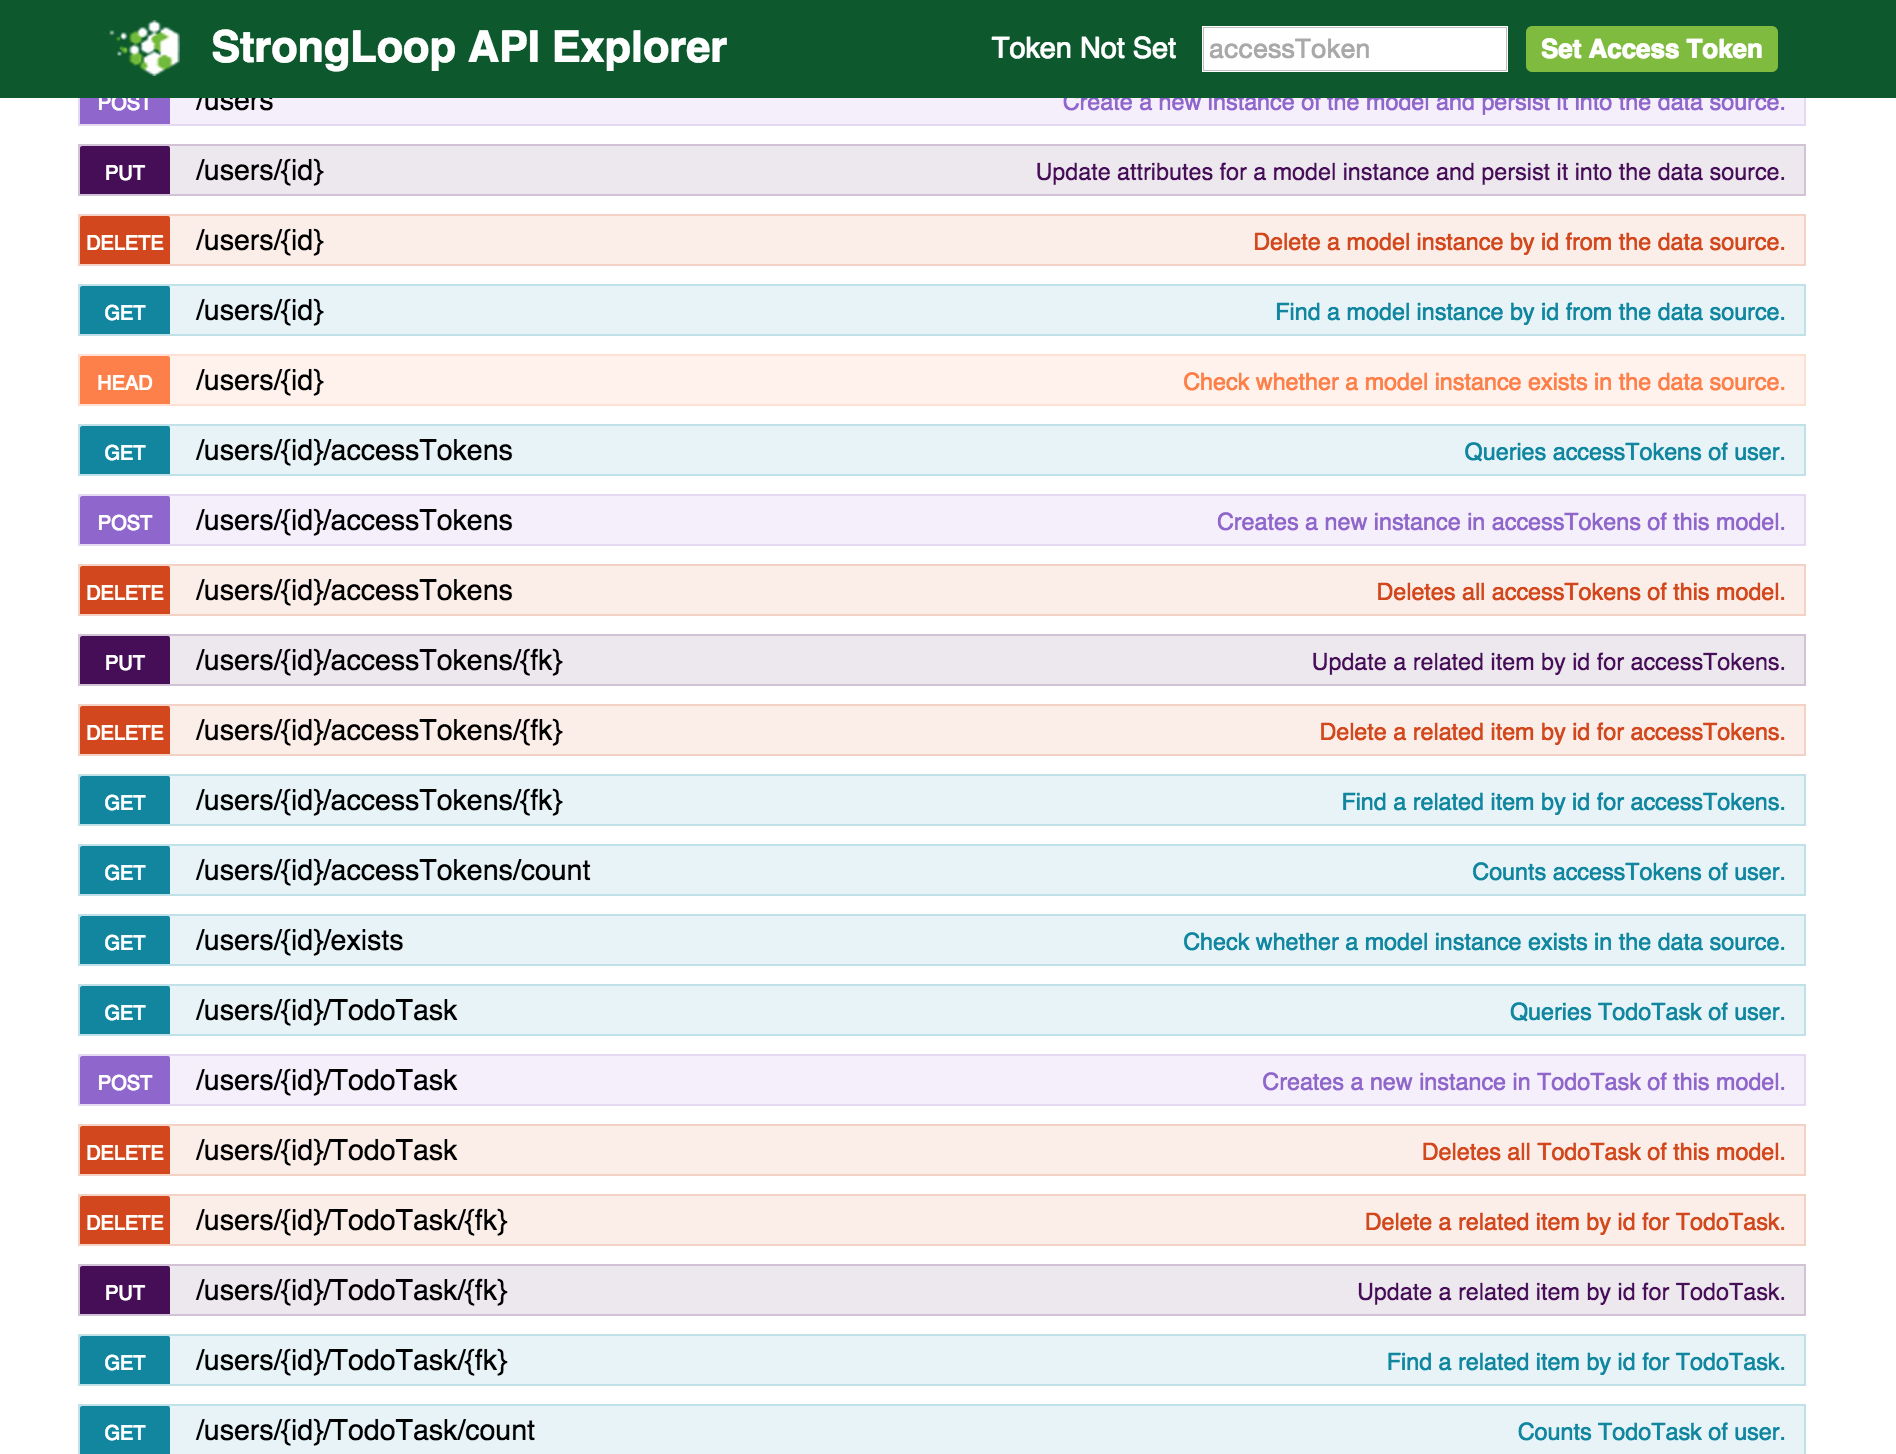 StrongLoop API Explorer Token Not Set accessToken Set Access Token
POST /users Create a new instance of the model and persist it into the data source.
PUT /users/{id} Update attributes for a model instance and persist it into the data source.
DELETE /users/{id} Delete a model instance by id from the data source.
GET /users/{id} Find a model instance by id from the data source.
HEAD /users/{id} Check whether a model instance exists in the data source.
GET /users/{id}/accessTokens Queries accessTokens of user.
POST /users/{id}/accessTokens Creates a new instance in accessTokens of this model.
DELETE /users/{id}/accessTokens Deletes all accessTokens of this model.
PUT /users/{id}/accessTokens/{fk} Update a related item by id for accessTokens.
DELETE /users/{id}/accessTokens/{fk} Delete a related item by id for accessTokens.
GET /users/{id}/accessTokens/{fk} Find a related item by id for accessTokens.
GET /users/{id}/accessTokens/count Counts accessTokens of user.
GET /users/{id}/exists Check whether a model instance exists in the data source.
GET /users/{id}/TodoTask Queries TodoTask of user.
POST /users/{id}/TodoTask Creates a new instance in TodoTask of this model.
DELETE /users/{id}/TodoTask Deletes all TodoTask of this model.
DELETE /users/{id}/TodoTask/{fk} Delete a related item by id for TodoTask.
PUT /users/{id}/TodoTask/{fk} Update a related item by id for TodoTask.
GET /users/{id}/TodoTask/{fk} Find a related item by id for TodoTask.
GET /users/{id}/TodoTask/count Counts TodoTask of user.